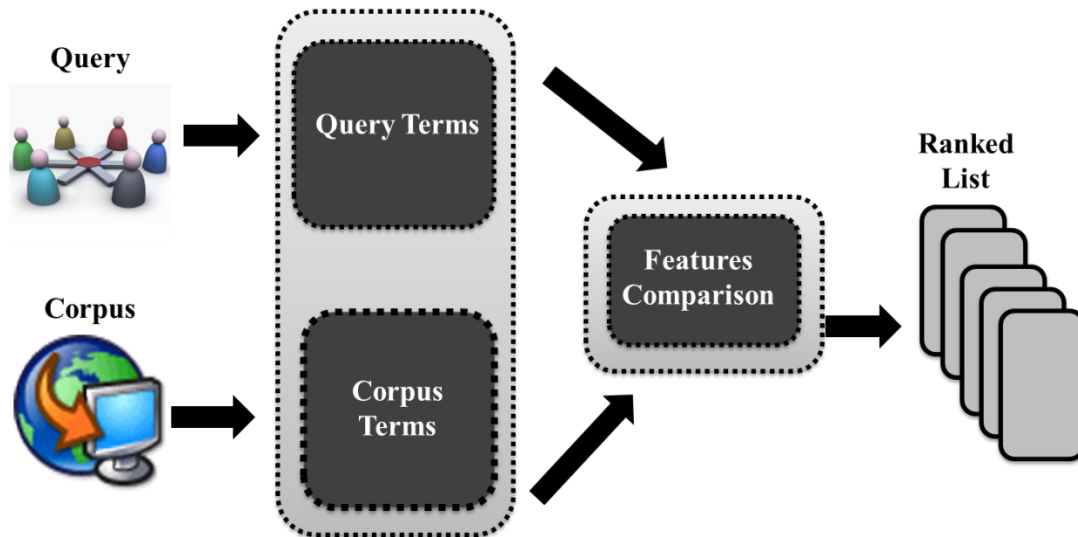 Query
Query Terms
Corpus
Corpus
Terms
Features
Comparison
Ranked
List